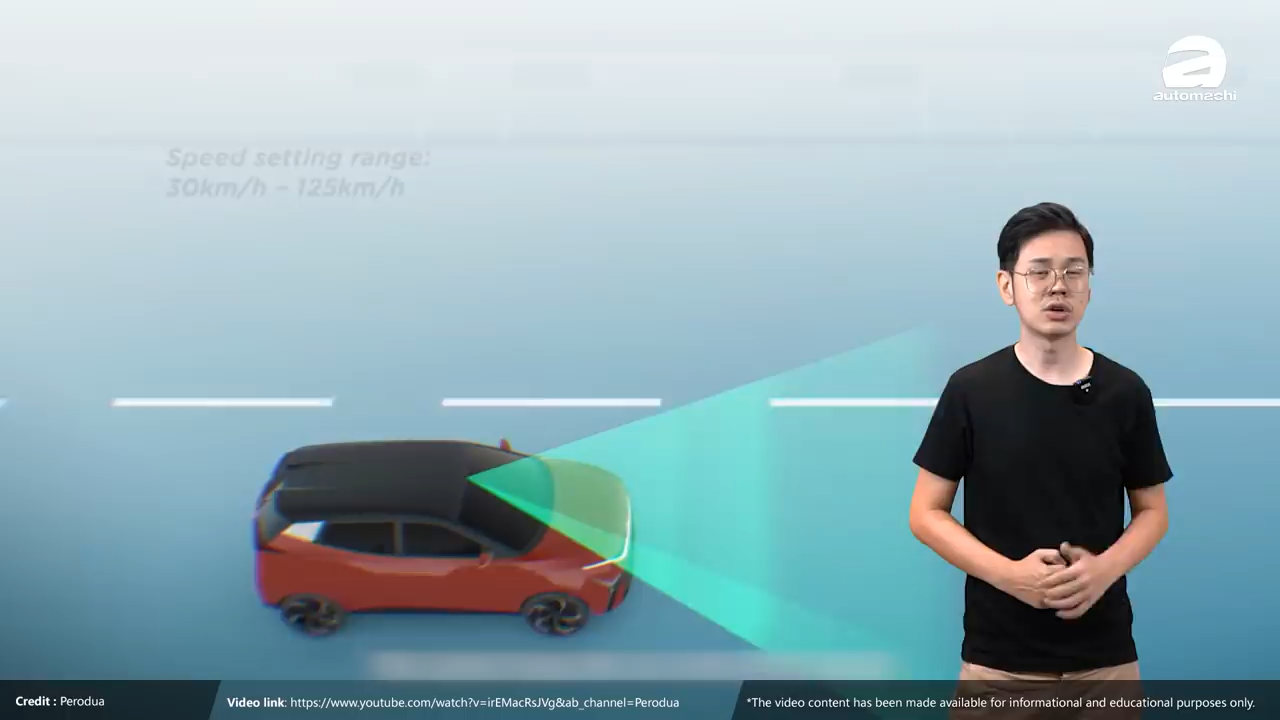 automachi
Speed setting range:
30km/h – 125km/h
Credit : Perodua
Video link: https://www.youtube.com/watch?v=irEMacRsJVg&ab_channel=Perodua
*The video content has been made available for informational and educational purposes only.